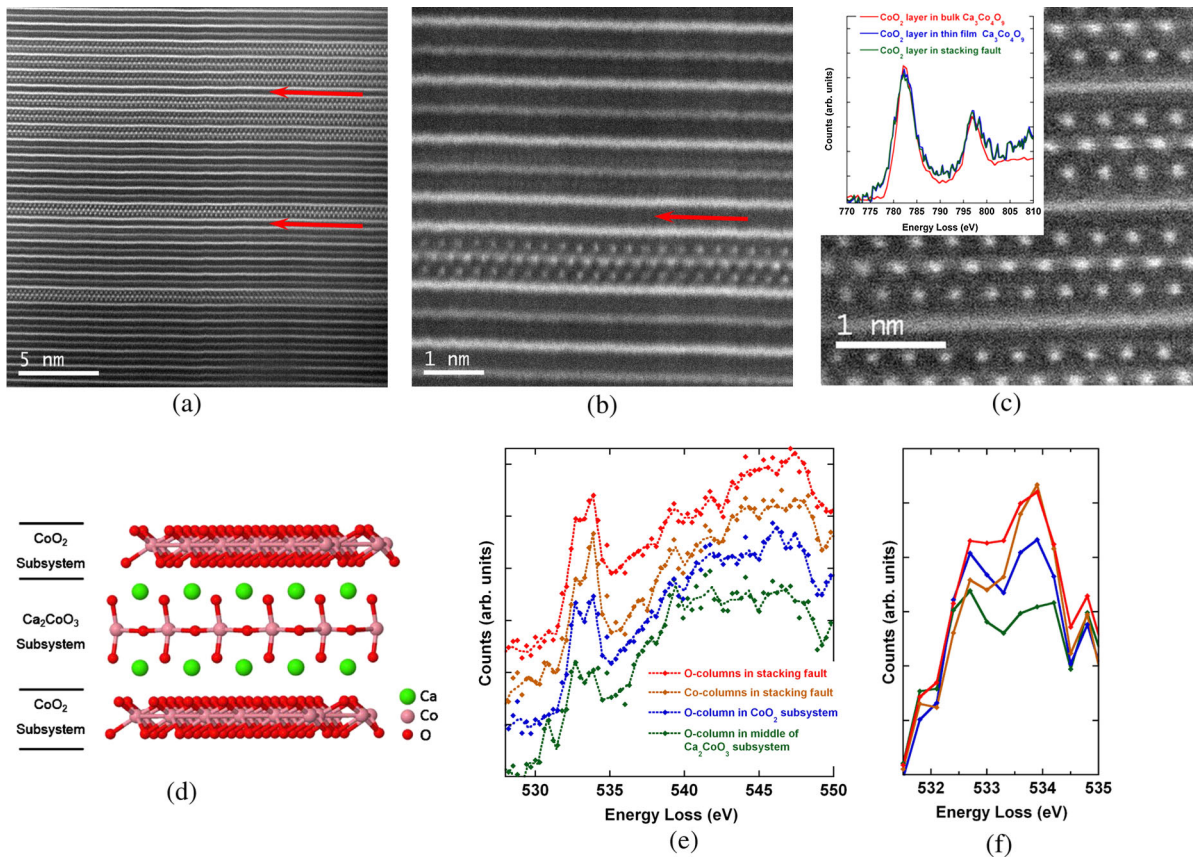 5 nm
(a)
1 nm
(b)
CoO₂ layer in bulk Ca₃Co₄O₉
CoO₂ layer in thin film Ca₃Co₄O₉
CoO₂ layer in stacking fault
Counts (arb. units)
770 775 780 785 790 795 800 805 810
Energy Loss (eV)
1 nm
(c)
CoO₂
Subsystem
Ca₂CoO₃
Subsystem
CoO₂
Subsystem
Ca
Co
O
(d)
Counts (arb. units)
O-columns in stacking fault
Co-columns in stacking fault
O-column in CoO₂ subsystem
O-column in middle of
Ca₂CoO₃ subsystem
530 535 540 545 550
Energy Loss (eV)
(e)
Counts (arb. units)
532 533 534 535
Energy Loss (eV)
(f)